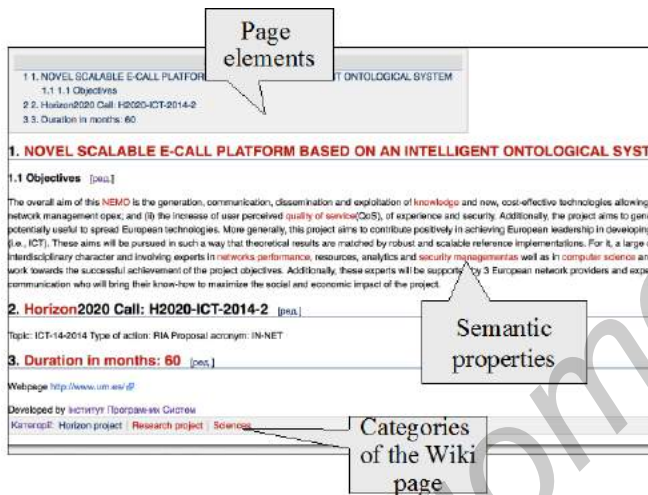 Page
elements
1 1. NOVEL SCALABLE E-CALL PLATFOR T ONTOLOGICAL SYSTEM
1.1 1.1 Objectives
2 2. Horizon2020 Call: H2020-ICT-2014-2
3 3. Duration in months: 60
1. NOVEL SCALABLE E-CALL PLATFORM BASED ON AN INTELLIGENT ONTOLOGICAL SYST
1.1 Objectives [ред.]
The overall aim of this NEMO is the generation, communication, dissemination and exploitation of knowledge and new, cost-effective technologies allowing
network management opex; and (ii) the increase of user perceived quality of service(QoS), of experience and security. Additionally, the project aims to gen
potentially useful to spread European technologies. More generally, this project aims to contribute positively in achieving European leadership in developing
(i.e., ICT). These aims will be pursued in such a way that theoretical results are matched by robust and scalable reference implementations. For it, a large
interdisciplinary character and involving experts in networks performance, resources, analytics and security managementas well as in computer science an
work towards the successful achievement of the project objectives. Additionally, these experts will be supported by 3 European network providers and expe
communication who will bring their know-how to maximize the social and economic impact of the project.
2. Horizon2020 Call: H2020-ICT-2014-2 [ред.]
Topic: ICT-14-2014 Type of action: RIA Proposal acronym: IN-NET
Semantic
properties
3. Duration in months: 60 [ред.]
Webpage http://www.um.es/
Developed by Інститут Програм-их Систем
Категорії: Horizon project | Research project | Sciences
Categories
of the Wiki
page